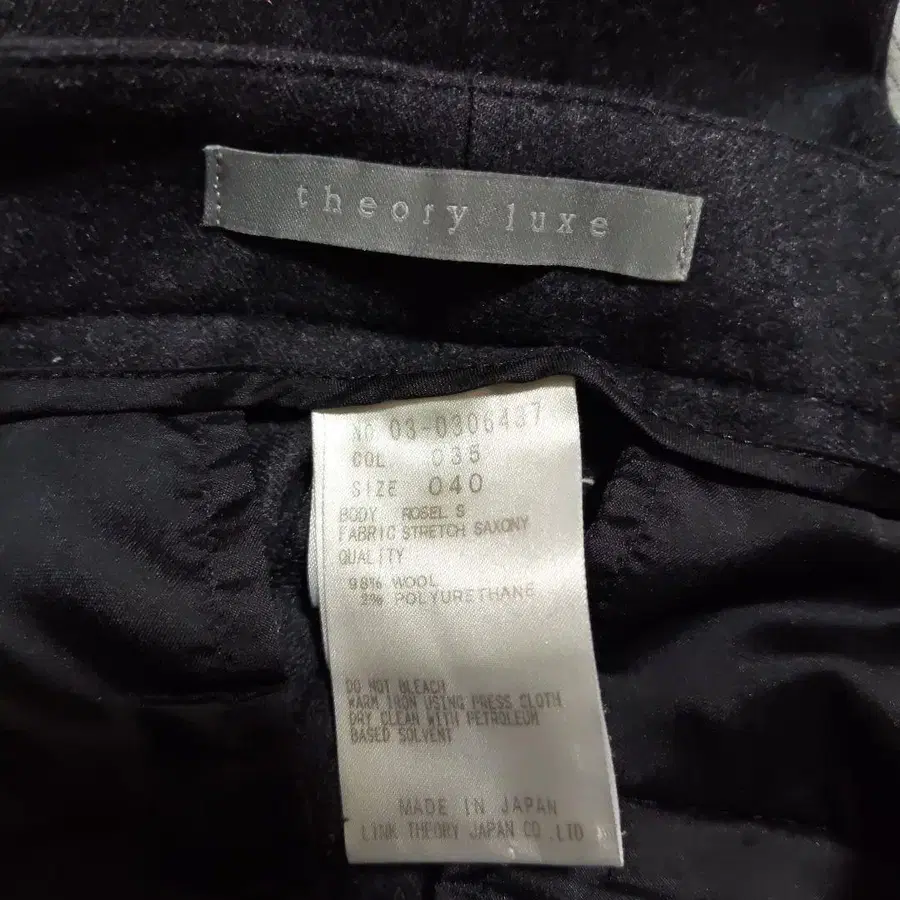 theory luxe
NO 03-0306437
COL 035
SIZE 040
BODY ROSEL S
FABRIC STRETCH SAXONY
QUALITY
98% WOOL
2% POLYURETHANE
DO NOT BLEACH
WARM IRON USING PRESS CLOTH
DRY CLEAN WITH PETROLEUM
BASED SOLVENT
MADE IN JAPAN
LINK THEORY JAPAN CO.,LTD